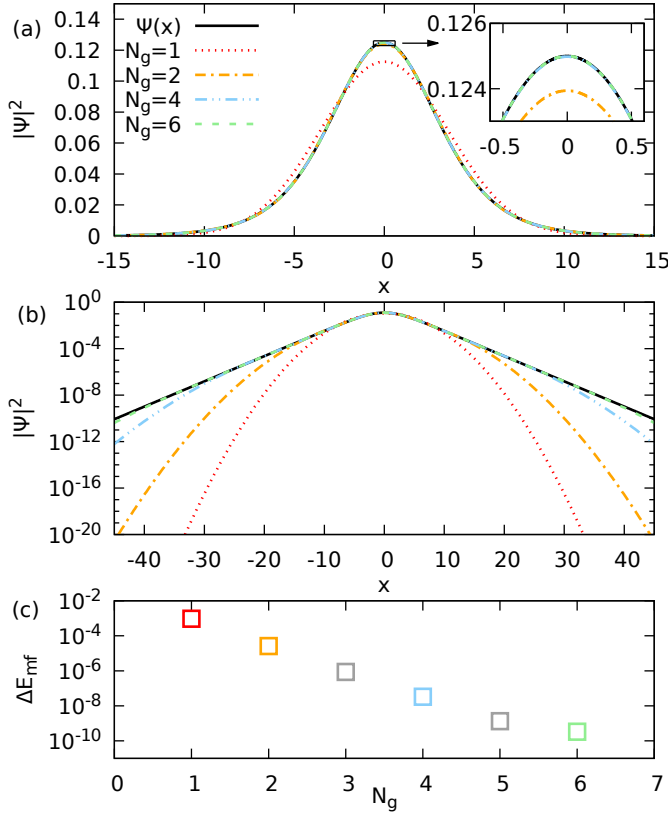 (a)
Ψ(x)
N_g=1
N_g=2
N_g=4
N_g=6
|Ψ|²
0.14
0.12
0.1
0.08
0.06
0.04
0.02
0
0.126
0.124
-0.5 0 0.5
-15 -10 -5 0 5 10 15
x
(b)
|Ψ|²
10^0
10^-4
10^-8
10^-12
10^-16
10^-20
-40 -30 -20 -10 0 10 20 30 40
x
(c)
ΔE_mf
10^-2
10^-4
10^-6
10^-8
10^-10
0 1 2 3 4 5 6 7
N_g